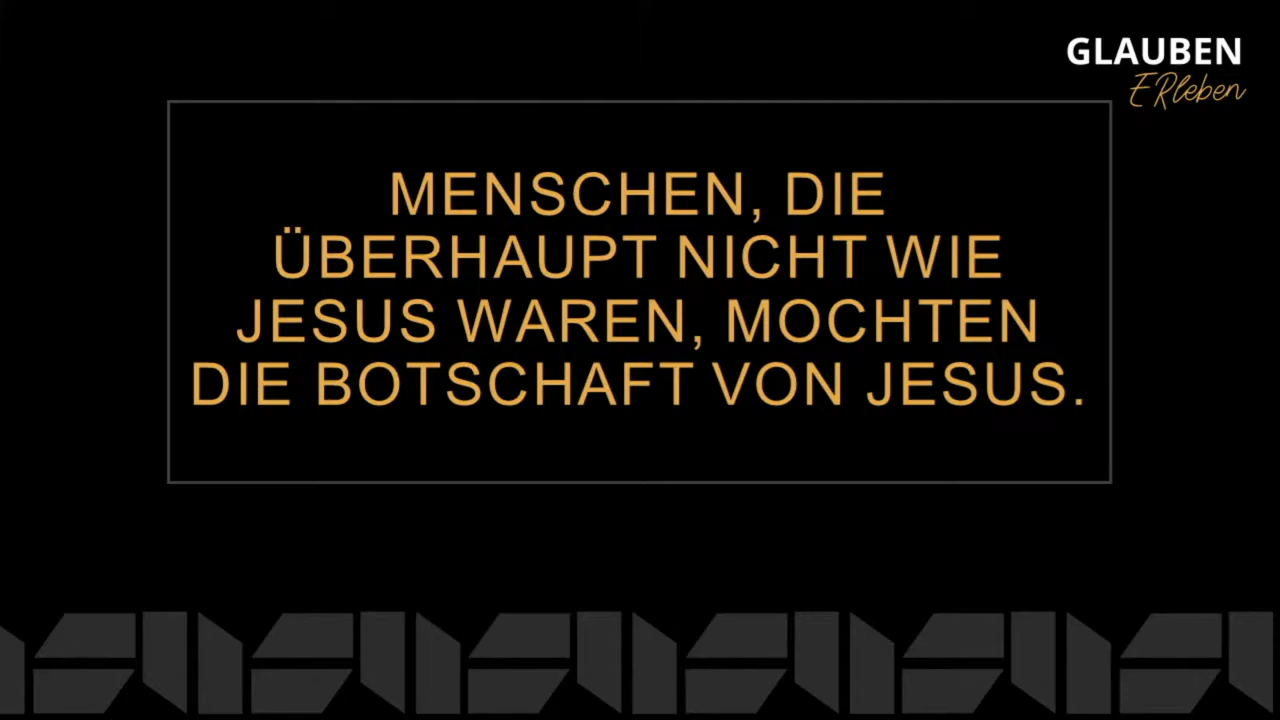 GLAUBEN
ERleben
MENSCHEN, DIE
ÜBERHAUPT NICHT WIE
JESUS WAREN, MOCHTEN
DIE BOTSCHAFT VON JESUS.